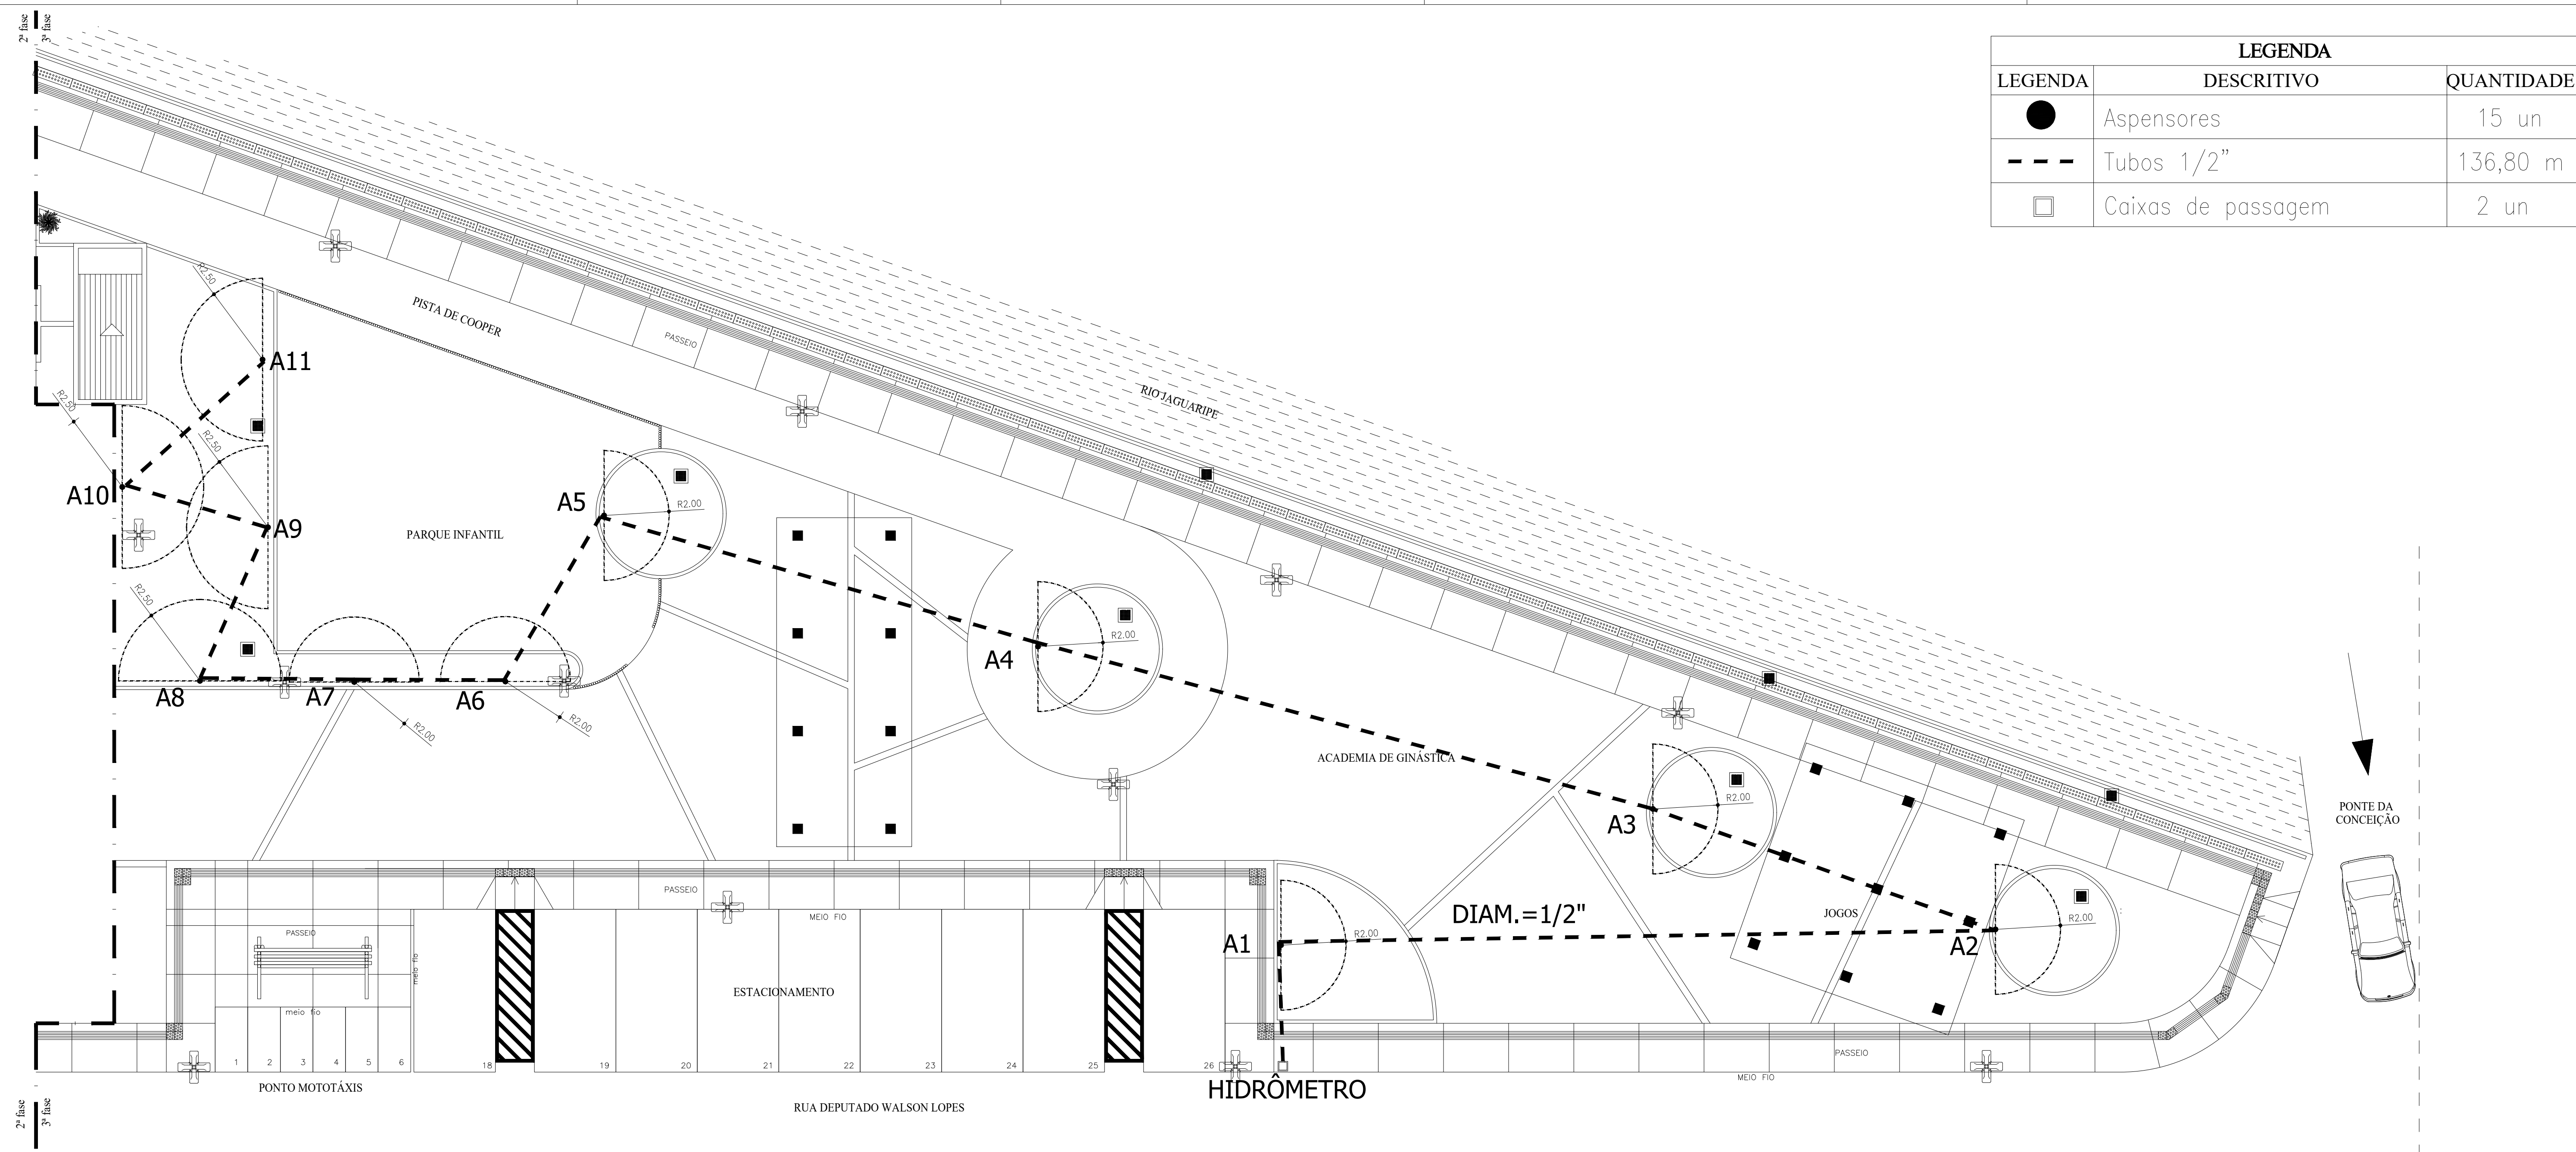 2ª fase
3ª fase
LEGENDA
LEGENDA DESCRITIVO QUANTIDADE
Aspensores 15 un
Tubos 1/2" 136,80 m
Caixas de passagem 2 un
R2.50
PISTA DE COOPER
PASSEIO
A11
R2.50
RIO JAGUARIPE
R2.50
A10
A5
R2.00
A9
PARQUE INFANTIL
R2.50
R2.00
A4
A8
A7
A6
R2.00
R2.00
ACADEMIA DE GINÁSTICA
R2.00
A3
PONTE DA
CONCEIÇÃO
PASSEIO
MEIO FIO
DIAM.=1/2"
JOGOS
R2.00
PASSEIO
A1
R2.00
A2
meio fio
ESTACIONAMENTO
meio fio
1 2 3 4 5 6 18 19 20 21 22 23 24 25 26
PASSEIO
MEIO FIO
PONTO MOTOTÁXIS
HIDRÔMETRO
RUA DEPUTADO WALSON LOPES
2ª fase
3ª fase